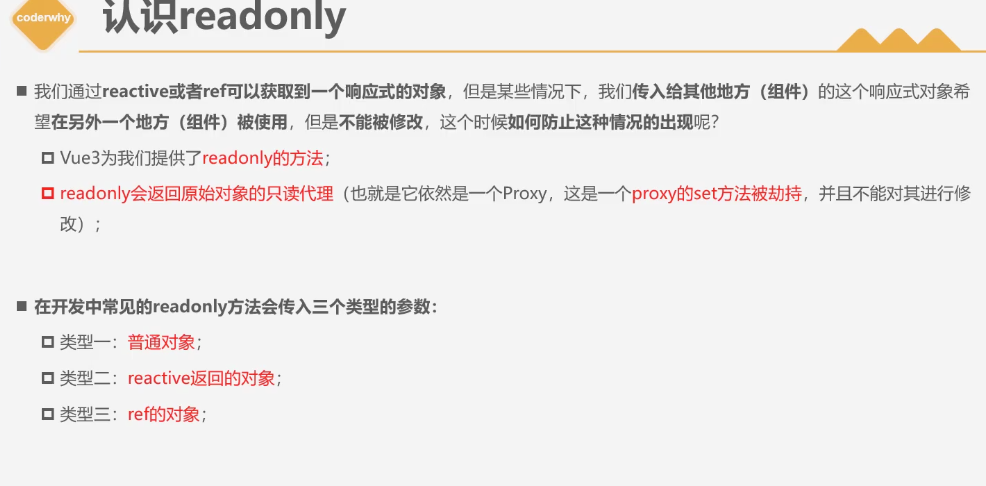 coderwhy
认识readonly
我们通过reactive或者ref可以获取到一个响应式的对象，但是某些情况下，我们传入给其他地方（组件）的这个响应式对象希
望在另外一个地方（组件）被使用，但是不能被修改，这个时候如何防止这种情况的出现呢？
Vue3为我们提供了readonly的方法；
readonly会返回原始对象的只读代理（也就是它依然是一个Proxy，这是一个proxy的set方法被劫持，并且不能对其进行修
改）；
在开发中常见的readonly方法会传入三个类型的参数：
类型一：普通对象；
类型二：reactive返回的对象；
类型三：ref的对象；